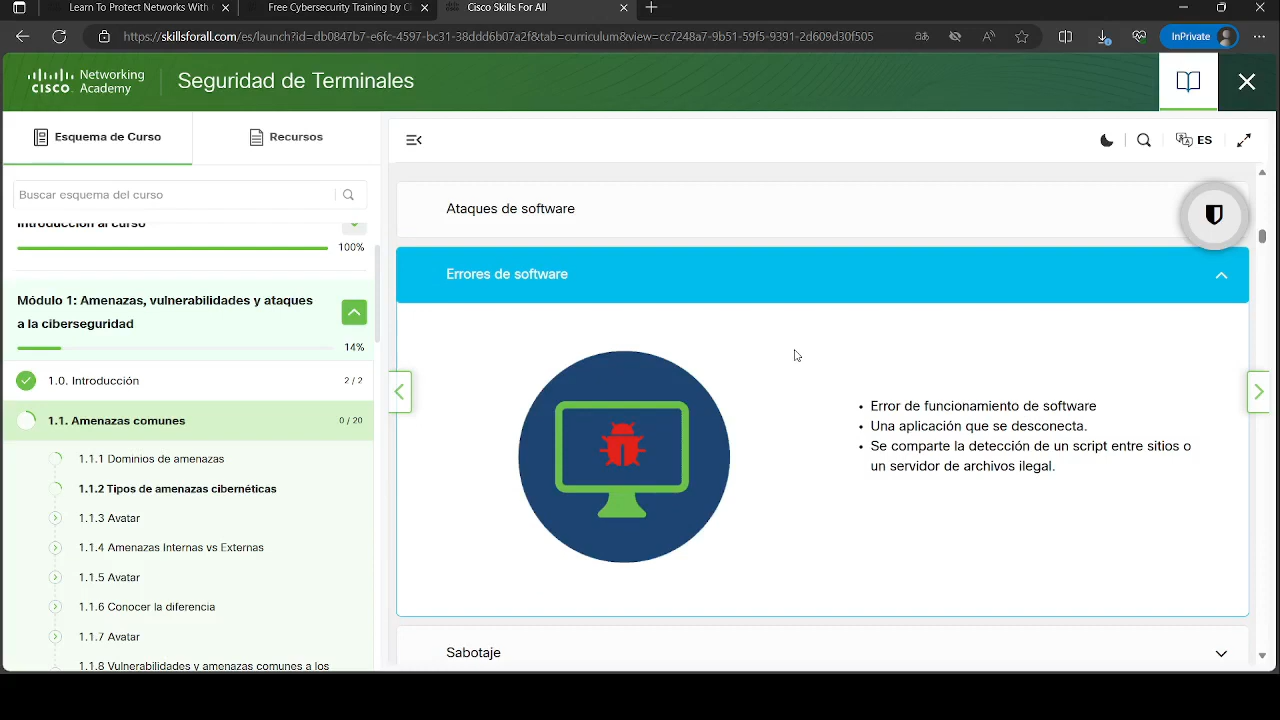 Learn To Protect Networks With
Free Cybersecurity Training by Ci
Cisco Skills For All
https://skillsforall.com/es/launch?id=db0847b7-e6fc-4597-bc31-38ddd6b07a2f&tab=curriculum&view=cc7248a7-9b51-59f5-9391-2d609d30f505
InPrivate
Networking
CISCO Academy
Seguridad de Terminales
Esquema de Curso
Recursos
ES
Buscar esquema del curso
Introducción al curso
100%
Módulo 1: Amenazas, vulnerabilidades y ataques
a la ciberseguridad
14%
1.0. Introducción
2 / 2
1.1. Amenazas comunes
0 / 20
1.1.1 Dominios de amenazas
1.1.2 Tipos de amenazas cibernéticas
1.1.3 Avatar
1.1.4 Amenazas Internas vs Externas
1.1.5 Avatar
1.1.6 Conocer la diferencia
1.1.7 Avatar
1.1.8 Vulnerabilidades y amenazas comunes a los
Ataques de software
Errores de software
• Error de funcionamiento de software
• Una aplicación que se desconecta.
• Se comparte la detección de un script entre sitios o
un servidor de archivos ilegal.
Sabotaje